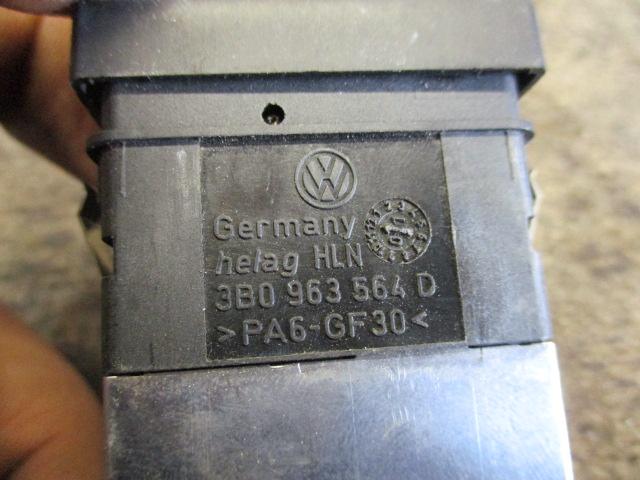 Germany
helag HLN
3B0 963 564 D
>PA6-GF30<